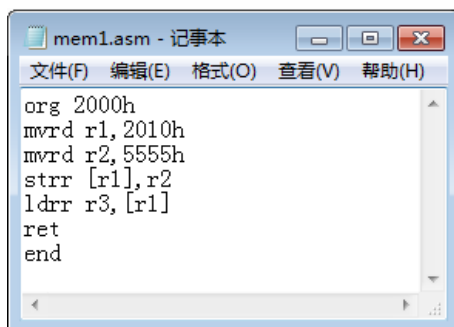 mem1.asm - 记事本
文件(F) 编辑(E) 格式(O) 查看(V) 帮助(H)
org 2000h
mvrd r1,2010h
mvrd r2,5555h
strr [r1],r2
ldrr r3,[r1]
ret
end